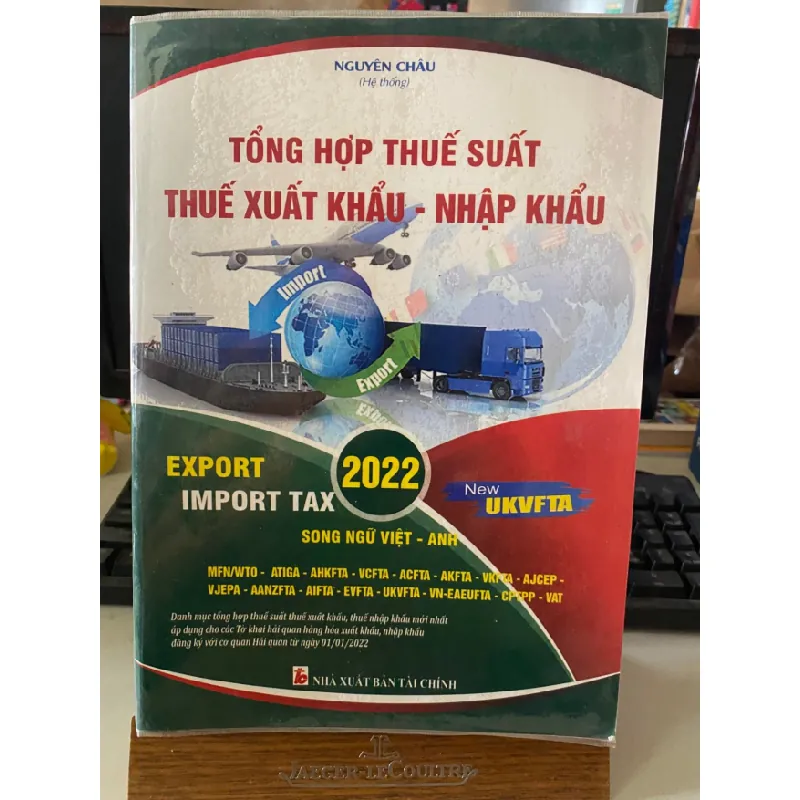 NGUYÊN CHÂU
(Hệ thống)
TỔNG HỢP THUẾ SUẤT
THUẾ XUẤT KHẨU - NHẬP KHẨU
Import
Export
EXPORT
IMPORT TAX
2022
New
UKVFTA
SONG NGỮ VIỆT - ANH
MFN/WTO - ATIGA - AHKFTA - VCFTA - ACFTA - AKFTA - VKFTA - AJCEP -
VJEPA - AANZFTA - AIFTA - EVFTA - UKVFTA - VN-EAEUFTA - CPTPP - VAT
Danh mục tổng hợp thuế suất thuế xuất khẩu, thuế nhập khẩu mới nhất
áp dụng cho các Tờ khai hải quan hàng hóa xuất khẩu, nhập khẩu
đăng ký với cơ quan Hải quan từ ngày 01/01/2022
NHÀ XUẤT BẢN TÀI CHÍNH
JAEGER-LECOULTRE